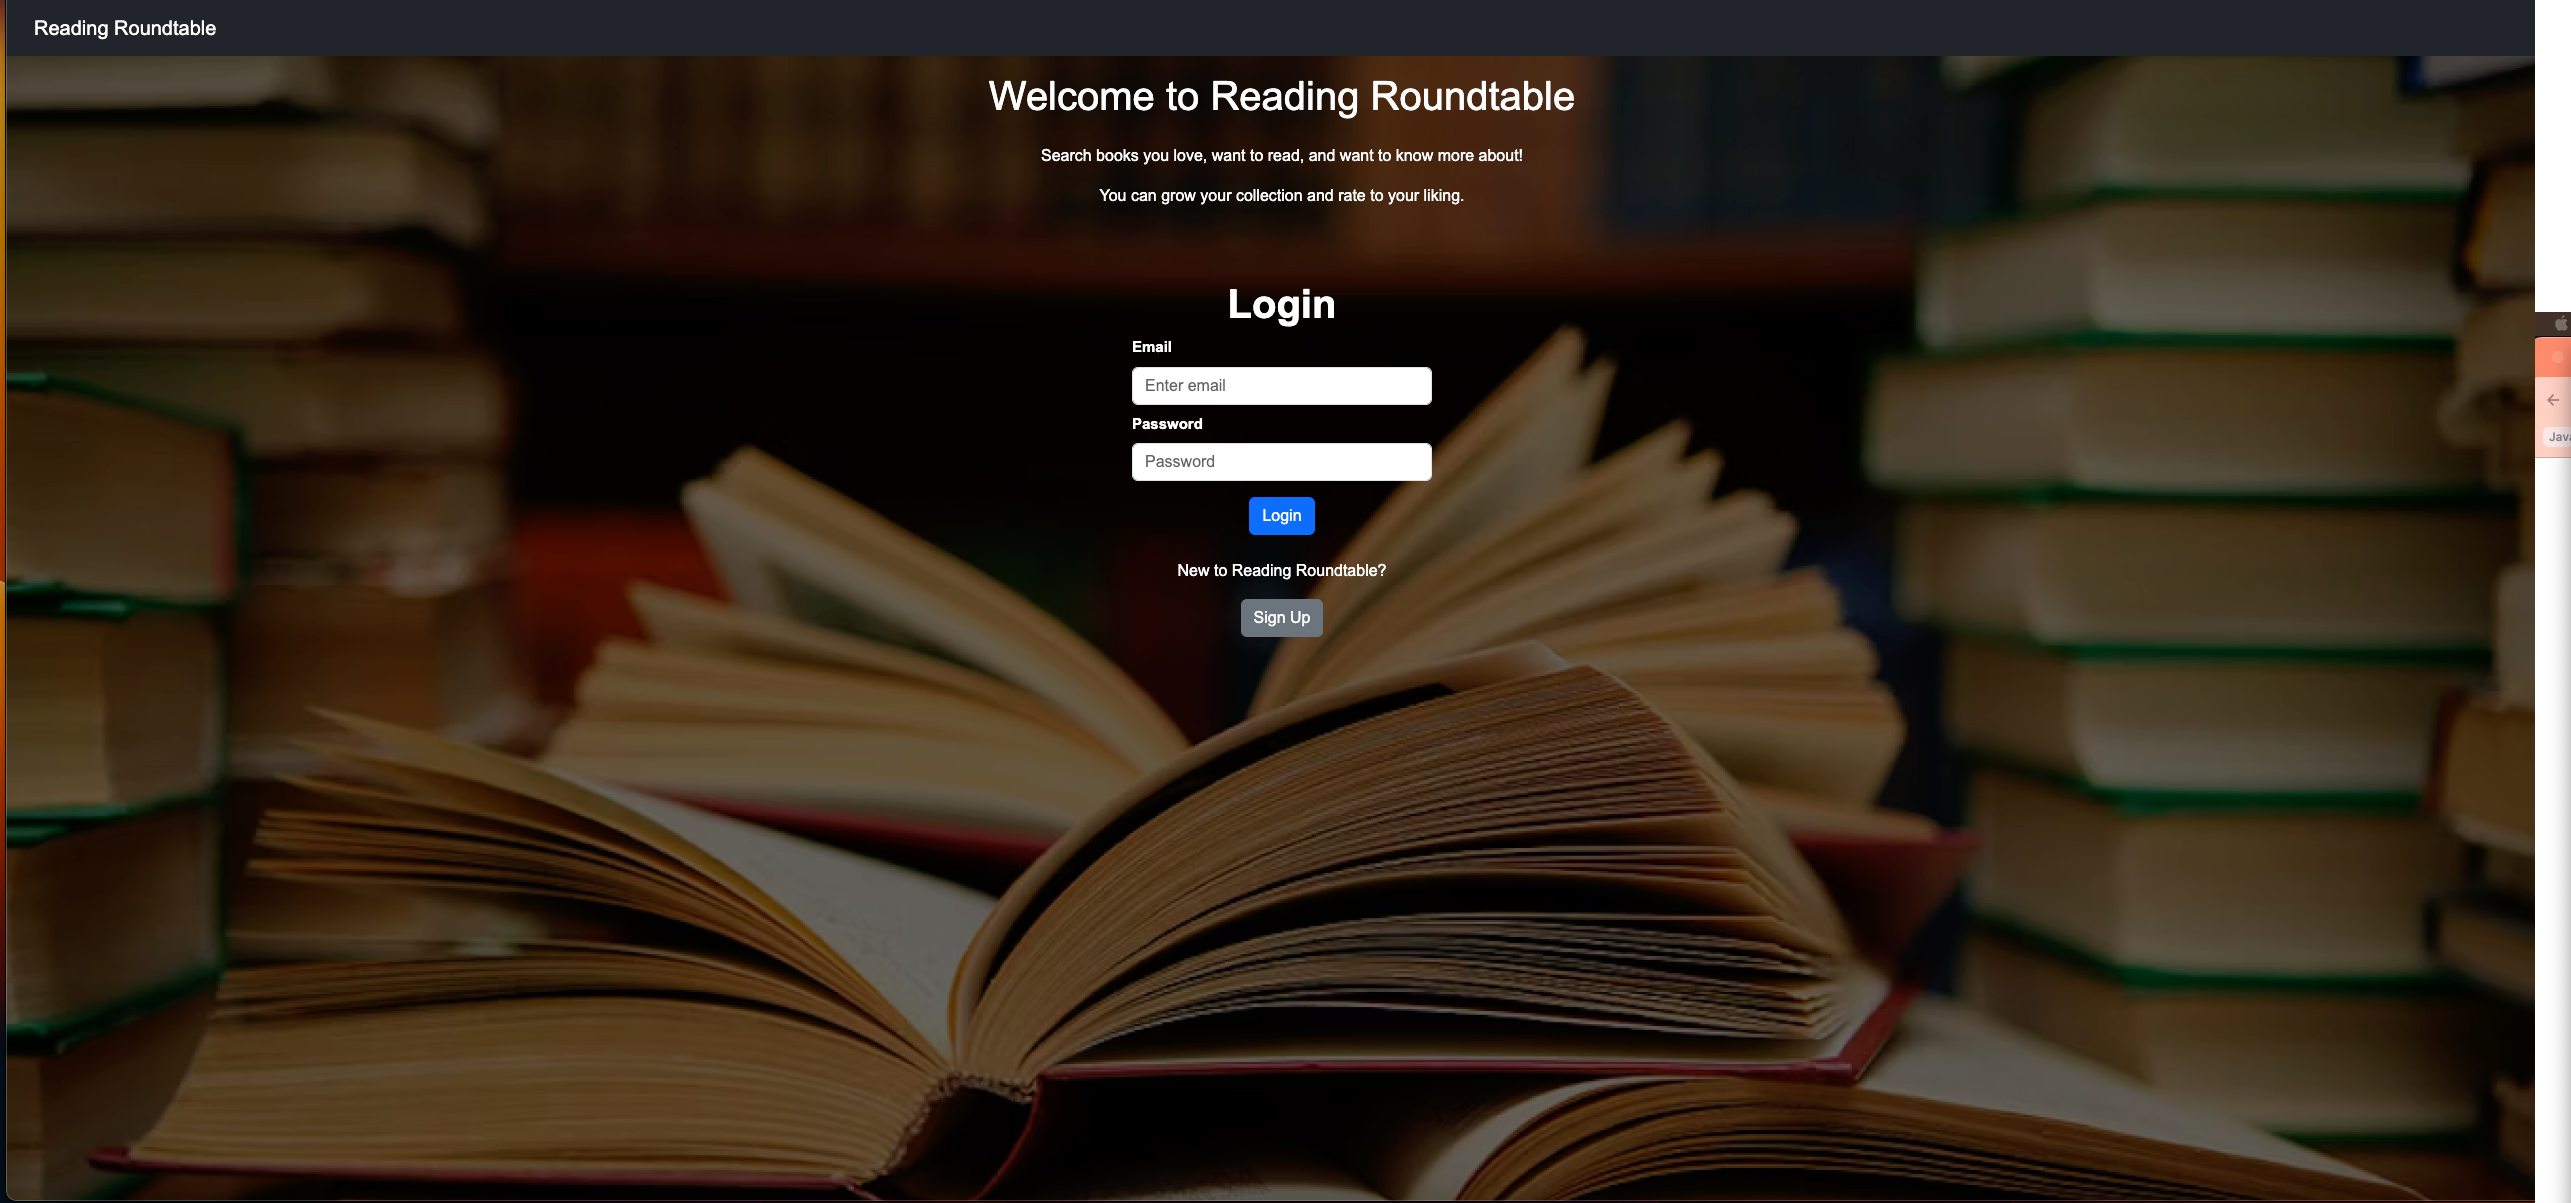 Reading Roundtable
Welcome to Reading Roundtable
Search books you love, want to read, and want to know more about!
You can grow your collection and rate to your liking.
Login
Email
Enter email
Password
Password
Login
New to Reading Roundtable?
Sign Up